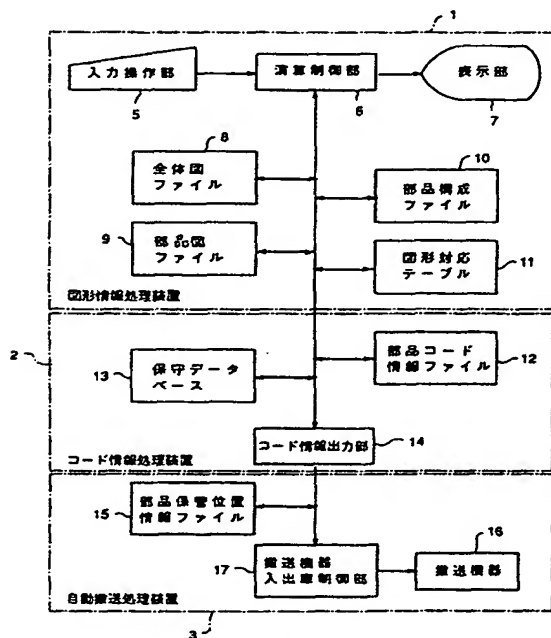 1
入力操作部
演算制御部
表示部
5
6
7
8
全体図
ファイル
10
部品構成
ファイル
9
部品図
ファイル
図形対応
テーブル
11
図形情報処理装置
2
13
保守データ
ベース
部品コード
情報ファイル
12
コード情報出力部
14
コード情報処理装置
15
部品保管位置
情報ファイル
16
17
搬送機器
入出庫制御部
搬送機器
自動搬送処理装置
3